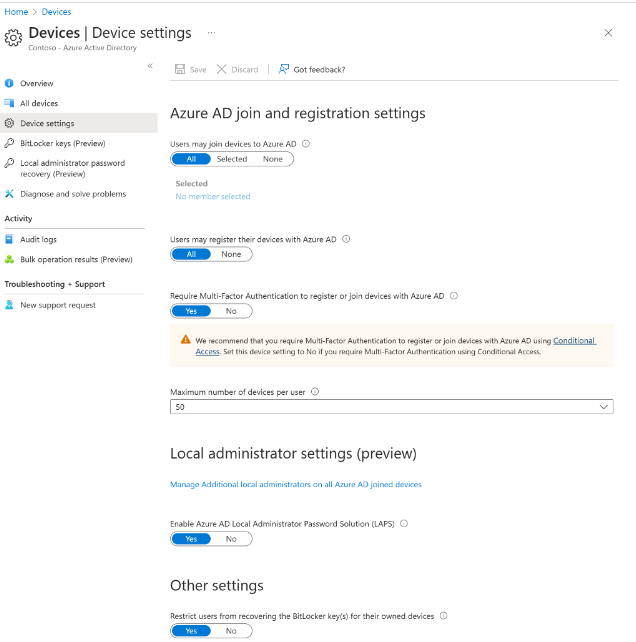 Home > Devices
Devices | Device settings ...
Contoso - Azure Active Directory
Save Discard Got feedback?
Overview
All devices
Device settings
BitLocker keys (Preview)
Local administrator password
recovery (Preview)
Diagnose and solve problems
Activity
Audit logs
Bulk operation results (Preview)
Troubleshooting + Support
New support request
Azure AD join and registration settings
Users may join devices to Azure AD
All Selected None
Selected
No member selected
Users may register their devices with Azure AD
All None
Require Multi-Factor Authentication to register or join devices with Azure AD
Yes No
We recommend that you require Multi-Factor Authentication to register or join devices with Azure AD using Conditional
Access. Set this device setting to No if you require Multi-Factor Authentication using Conditional Access.
Maximum number of devices per user
50
Local administrator settings (preview)
Manage Additional local administrators on all Azure AD joined devices
Enable Azure AD Local Administrator Password Solution (LAPS)
Yes No
Other settings
Restrict users from recovering the BitLocker key(s) for their owned devices
Yes No